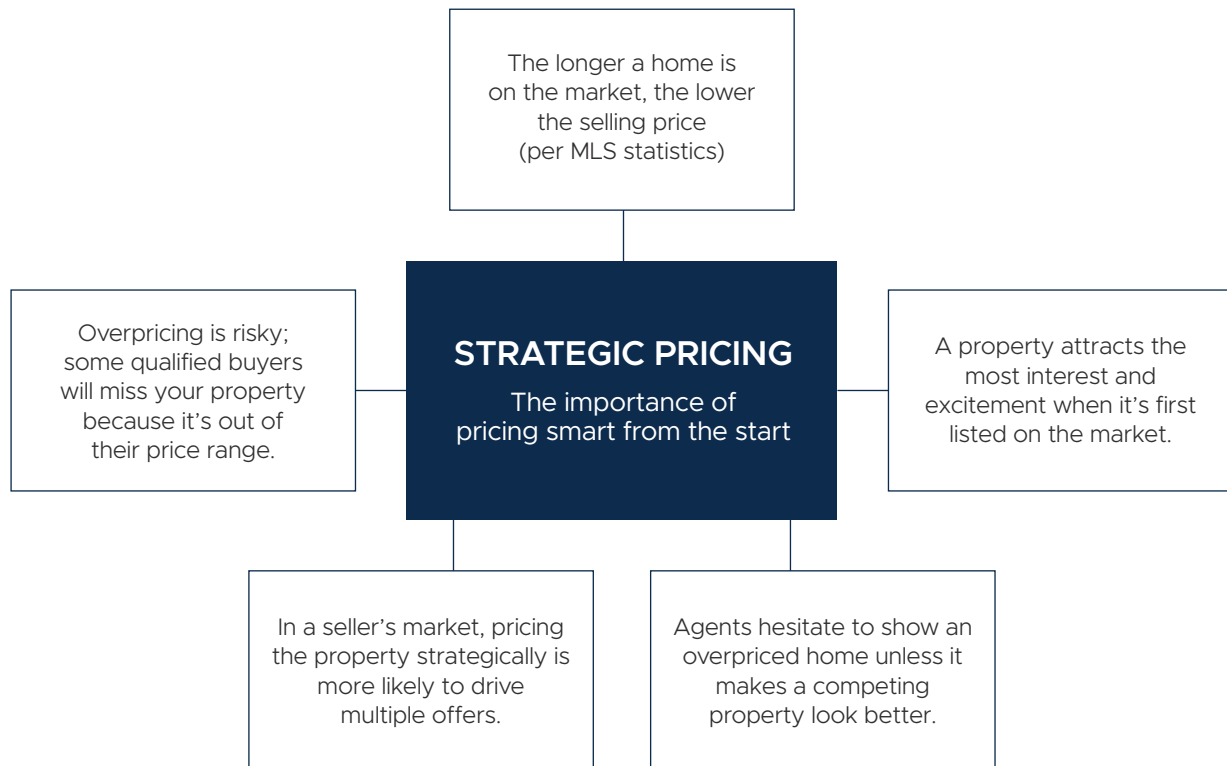 The longer a home is
on the market, the lower
the selling price
(per MLS statistics)
Overpricing is risky;
some qualified buyers
will miss your property
because it’s out of
their price range.
STRATEGIC PRICING
The importance of
pricing smart from the start
A property attracts the
most interest and
excitement when it’s first
listed on the market.
In a seller’s market, pricing
the property strategically is
more likely to drive
multiple offers.
Agents hesitate to show an
overpriced home unless it
makes a competing
property look better.